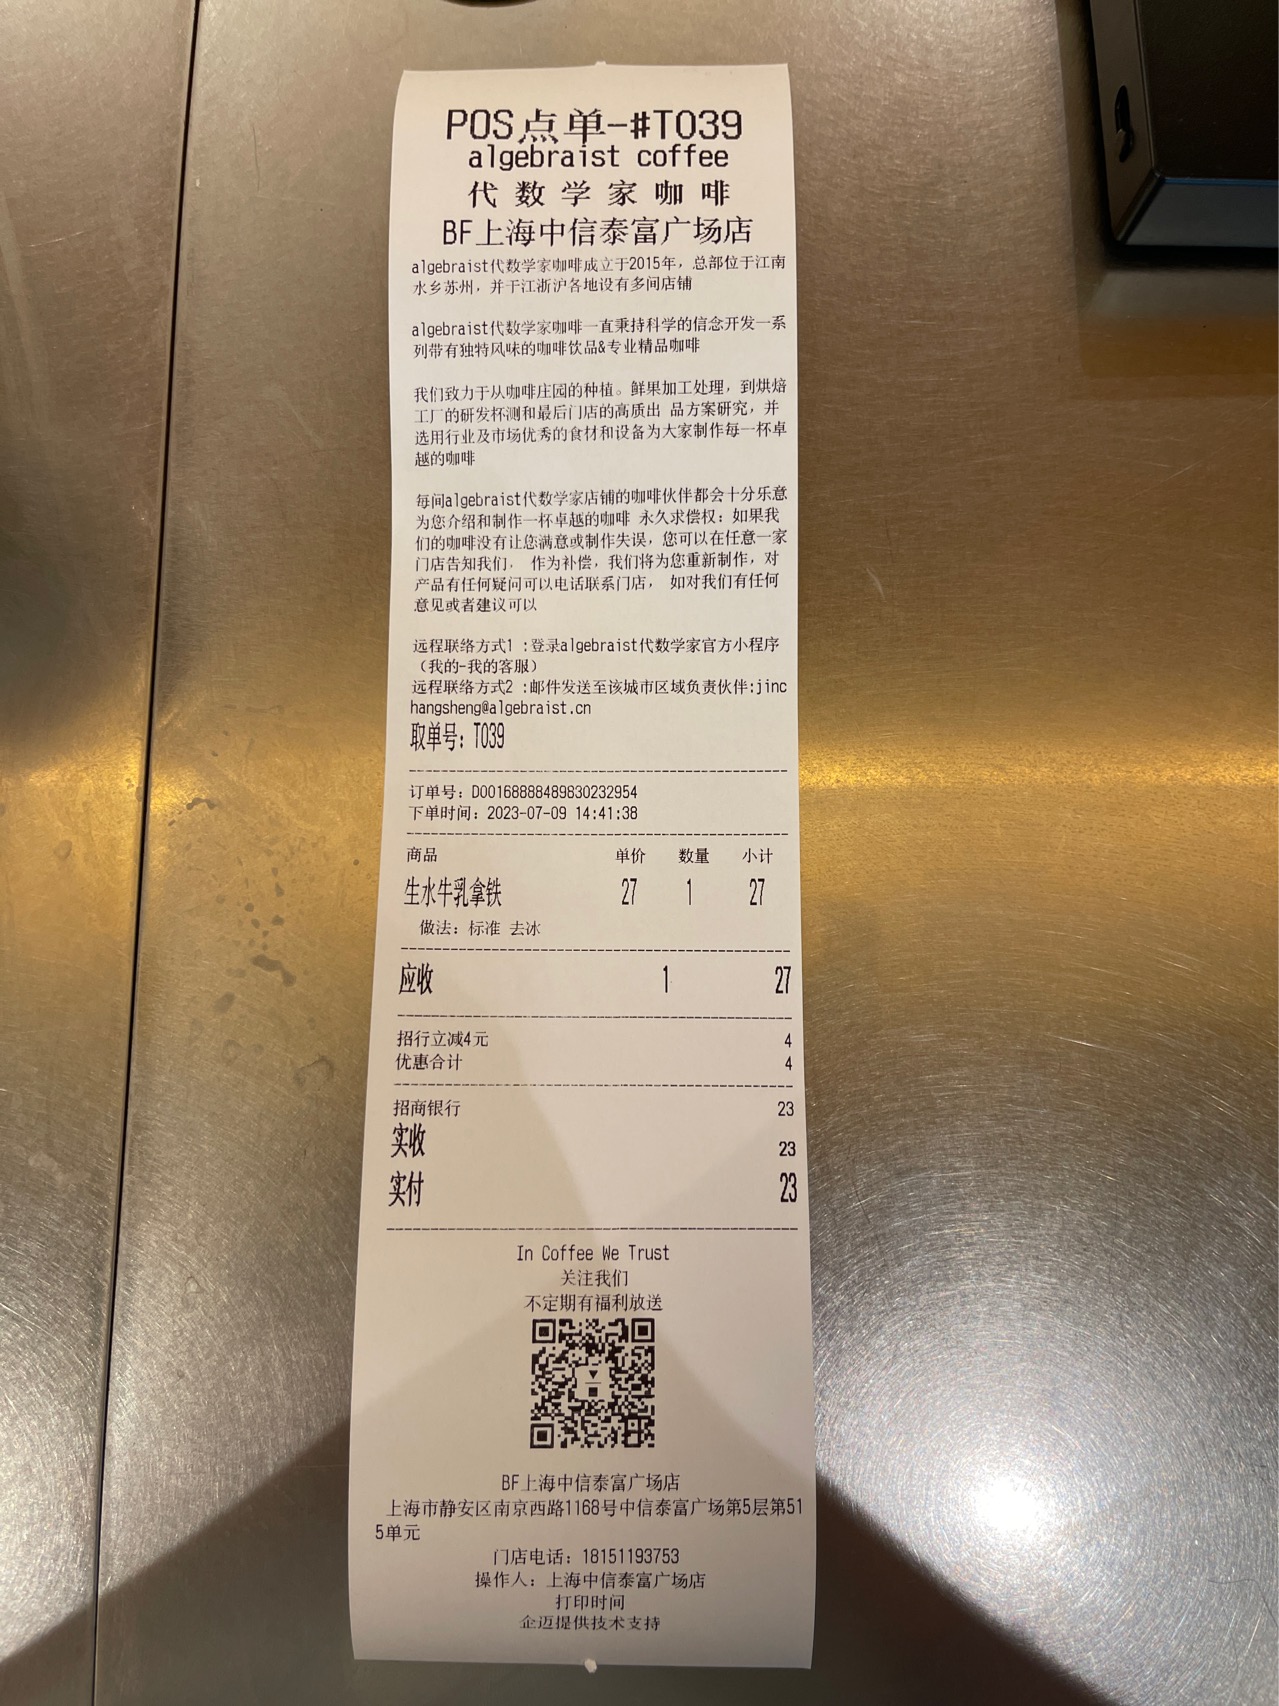 POS点单-#T039
algebraist coffee
代数学家咖啡
BF上海中信泰富广场店
algebraist代数学家咖啡成立于2015年，总部位于江南
水乡苏州，并于江浙沪各地设有多间店铺
algebraist代数学家咖啡一直秉持科学的信念开发一系
列带有独特风味的咖啡饮品&专业精品咖啡
我们致力于从咖啡庄园的种植。鲜果加工处理，到烘焙
工厂的研发杯测和最后门店的高质出 品方案研究，并
选用行业及市场优秀的食材和设备为大家制作每一杯卓
越的咖啡
每间algebraist代数学家店铺的咖啡伙伴都会十分乐意
为您介绍和制作一杯卓越的咖啡 永久求偿权：如果我
们的咖啡没有让您满意或制作失误，您可以在任意一家
门店告知我们． 作为补偿，我们将为您重新制作，对
产品有任何疑问可以电话联系门店， 如对我们有任何
意见或者建议可以
远程联络方式1 :登录algebraist代数学家官方小程序
（我的-我的客服）
远程联络方式2 :邮件发送至该城市区域负责伙伴:jinc
hangsheng@algebraist.cn
取单号：T039
订单号：D00168888489830232954
下单时间：2023-07-09 14:41:38
商品 单价 数量 小计
生水牛乳拿铁 27 1 27
做法：标准 去冰
应收 1 27
招行立减4元 4
优惠合计 4
招商银行 23
实收 23
实付 23
In Coffee We Trust
关注我们
不定期有福利放送
BF上海中信泰富广场店
上海市静安区南京西路1168号中信泰富广场第5层第51
5单元
门店电话：18151193753
操作人：上海中信泰富广场店
打印时间
企迈提供技术支持